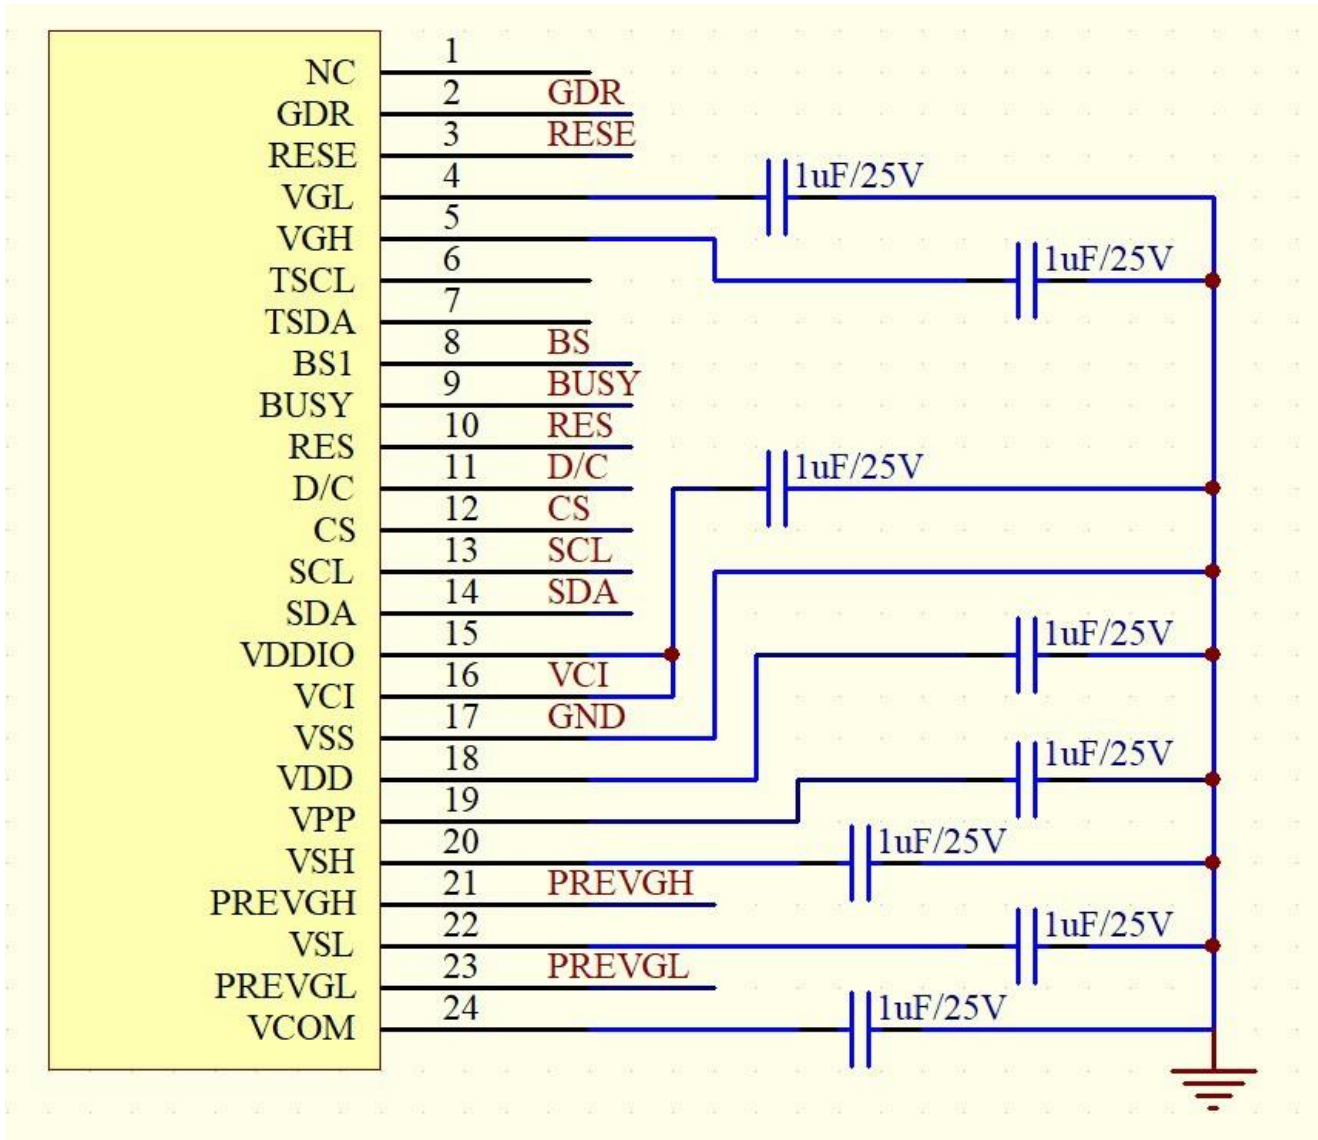 1
NC
2 GDR
GDR
3 RESE
RESE
4 1uF/25V
VGL
5
VGH
6 1uF/25V
TSCL
7
TSDA
8 BS
BS1
9 BUSY
BUSY
10 RES
RES
11 D/C 1uF/25V
D/C
12 CS
CS
13 SCL
SCL
14 SDA
SDA
15 1uF/25V
VDDIO
16 VCI
VCI
17 GND
VSS
18 1uF/25V
VDD
19
VPP
20 1uF/25V
VSH
21 PREVGH
PREVGH
22 1uF/25V
VSL
23 PREVGL
PREVGL
24 1uF/25V
VCOM